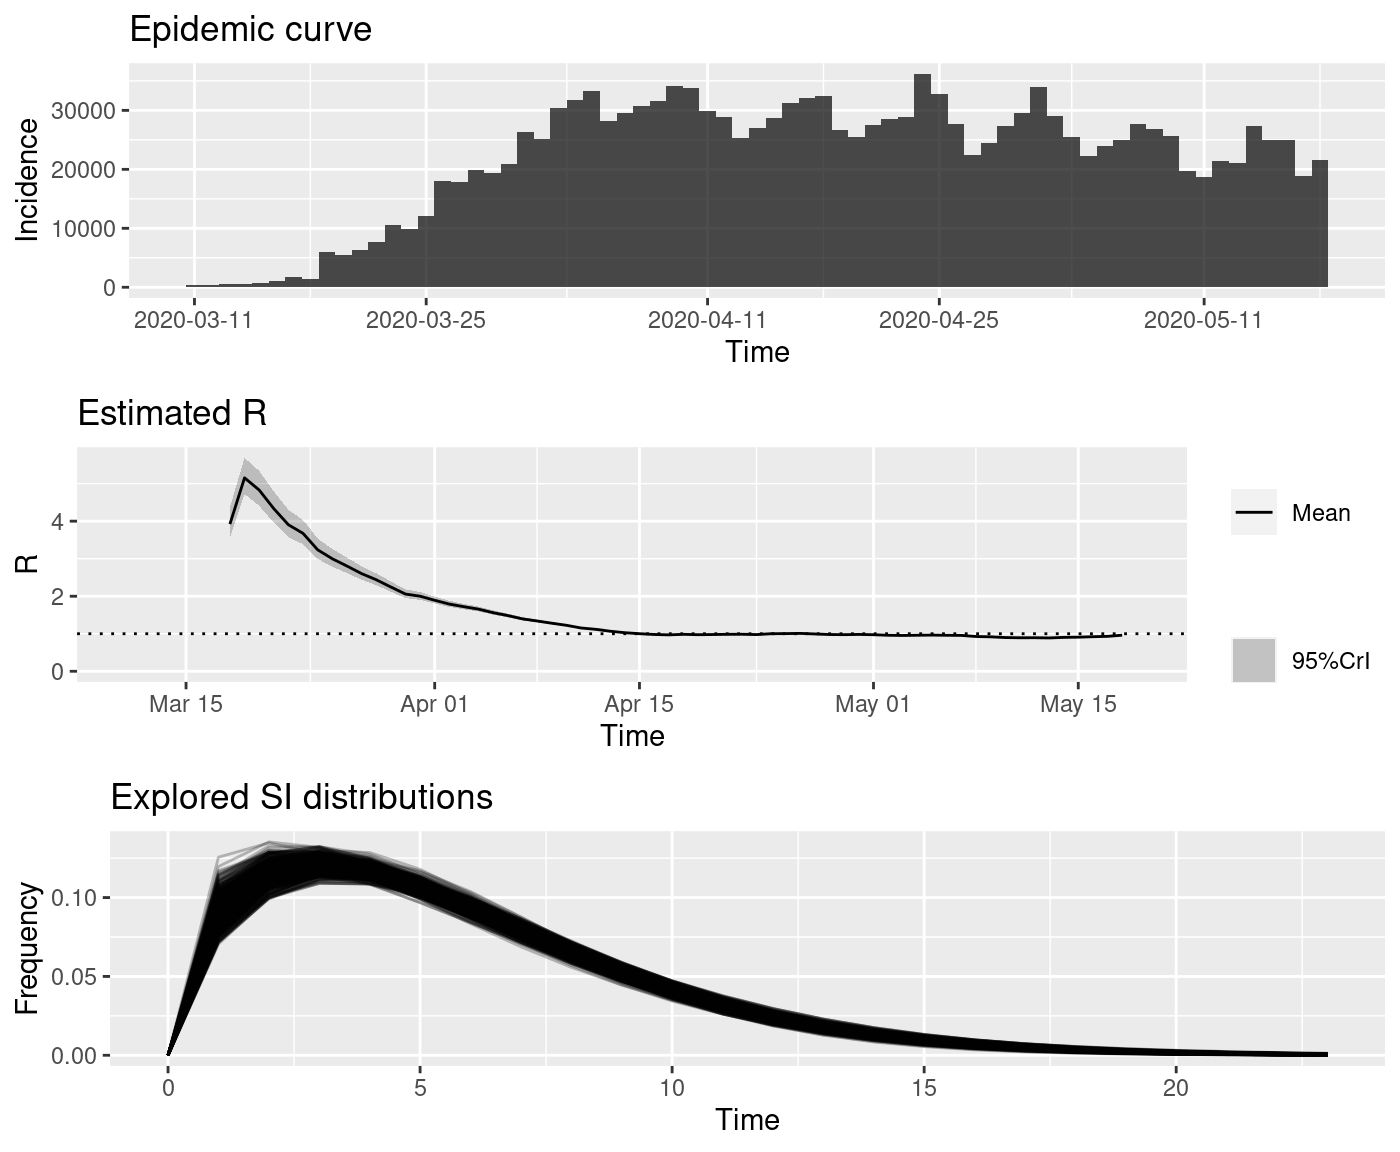 Epidemic curve
30000
20000
10000
0
Incidence
2020-03-11 2020-03-25 2020-04-11 2020-04-25 2020-05-11
Time
Estimated R
4
2
0
R
Mar 15 Apr 01 Apr 15 May 01 May 15
Time
Mean
95%CrI
Explored SI distributions
0.10
0.05
0.00
Frequency
0 5 10 15 20
Time